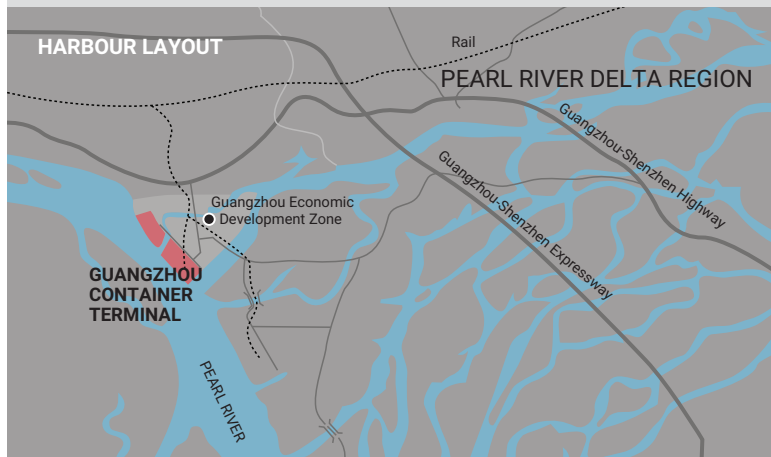 HARBOUR LAYOUT
Rail
PEARL RIVER DELTA REGION
Guangzhou-Shenzhen Highway
Guangzhou-Shenzhen Expressway
Guangzhou Economic
Development Zone
GUANGZHOU
CONTAINER
TERMINAL
PEARL RIVER